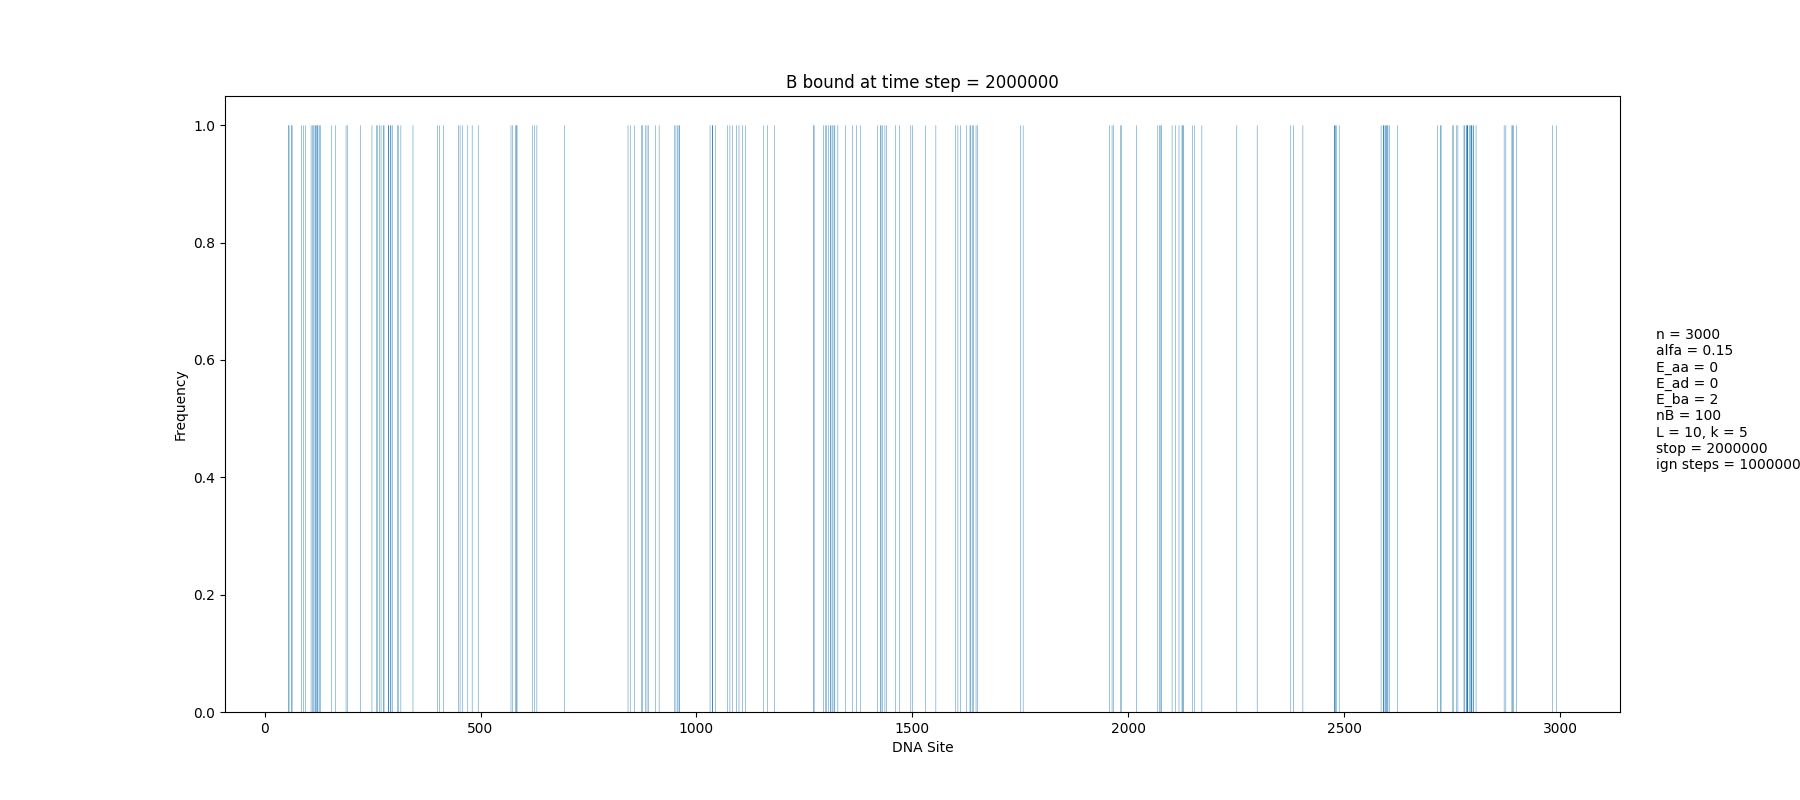 B bound at time step = 2000000
1.0
0.8
0.6
0.4
0.2
0.0
Frequency
0 500 1000 1500 2000 2500 3000
DNA Site
n = 3000
alfa = 0.15
E_aa = 0
E_ad = 0
E_ba = 2
nB = 100
L = 10, k = 5
stop = 2000000
ign steps = 1000000